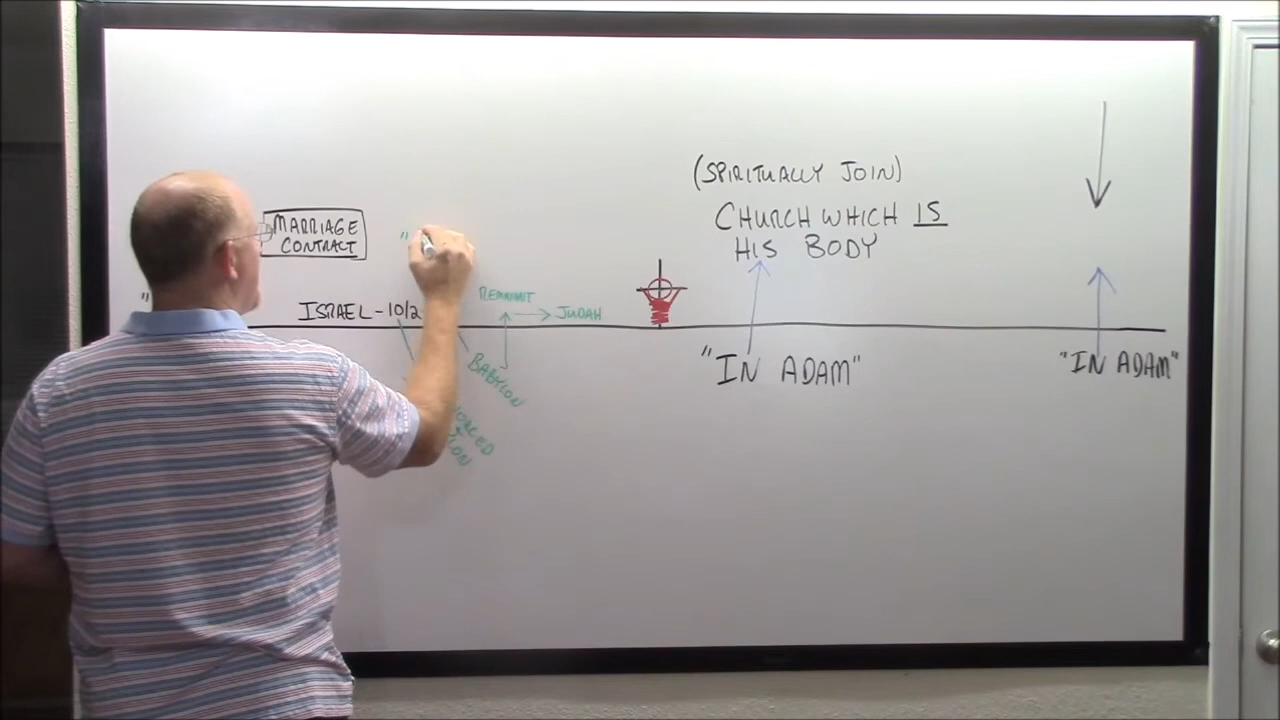 (SPIRITUALLY JOIN)
CHURCH WHICH IS
HIS BODY
MARRIAGE
CONTRACT
REMNANT
JUDAH
ISRAEL - 10/2
BABYLON
"IN ADAM"
"IN ADAM"